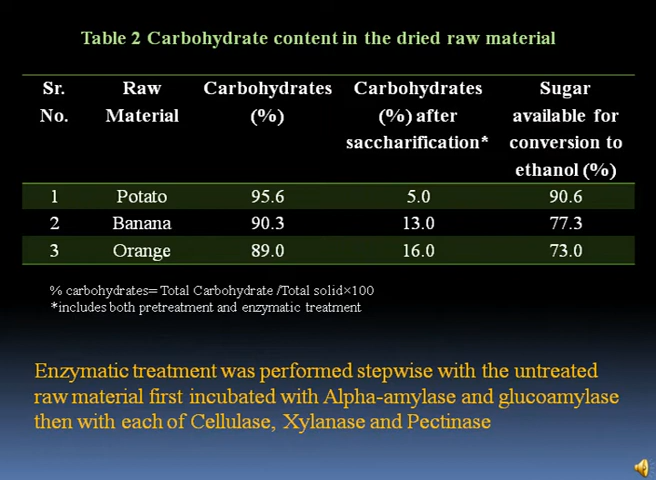 Table 2 Carbohydrate content in the dried raw material
Sr. No. Raw Material Carbohydrates (%) Carbohydrates (%) after saccharification* Sugar available for conversion to ethanol (%)
1 Potato 95.6 5.0 90.6
2 Banana 90.3 13.0 77.3
3 Orange 89.0 16.0 73.0
% carbohydrates= Total Carbohydrate /Total solid×100
*includes both pretreatment and enzymatic treatment
Enzymatic treatment was performed stepwise with the untreated
raw material first incubated with Alpha-amylase and glucoamylase
then with each of Cellulase, Xylanase and Pectinase